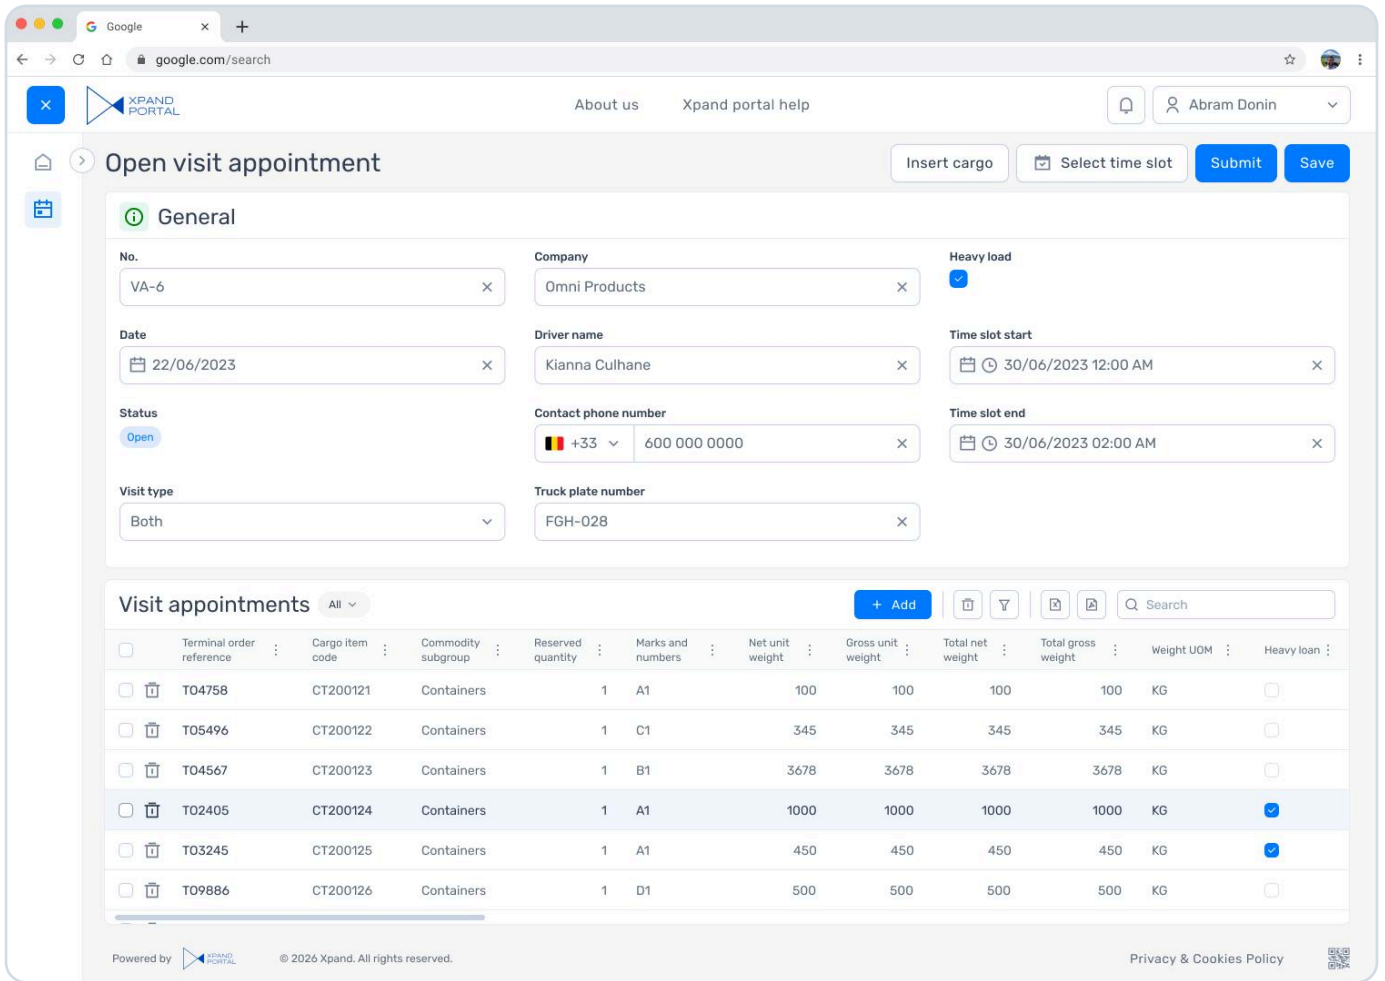 Google
google.com/search
XPAND
PORTAL
About us
Xpand portal help
Abram Donin
Open visit appointment
Insert cargo
Select time slot
Submit
Save
General
No.
Company
Heavy load
VA-6
Omni Products
Date
Driver name
Time slot start
22/06/2023
Kianna Culhane
30/06/2023 12:00 AM
Status
Contact phone number
Time slot end
Open
+33
600 000 0000
30/06/2023 02:00 AM
Visit type
Truck plate number
Both
FGH-028
Visit appointments
All
+ Add
Search
Terminal order reference
Cargo item code
Commodity subgroup
Reserved quantity
Marks and numbers
Net unit weight
Gross unit weight
Total net weight
Total gross weight
Weight UOM
Heavy loan
TO4758 CT200121 Containers 1 A1 100 100 100 100 KG
TO5496 CT200122 Containers 1 C1 345 345 345 345 KG
TO4567 CT200123 Containers 1 B1 3678 3678 3678 3678 KG
TO2405 CT200124 Containers 1 A1 1000 1000 1000 1000 KG
TO3245 CT200125 Containers 1 A1 450 450 450 450 KG
TO9886 CT200126 Containers 1 D1 500 500 500 500 KG
Powered by
XPAND
PORTAL
© 2026 Xpand. All rights reserved.
Privacy & Cookies Policy